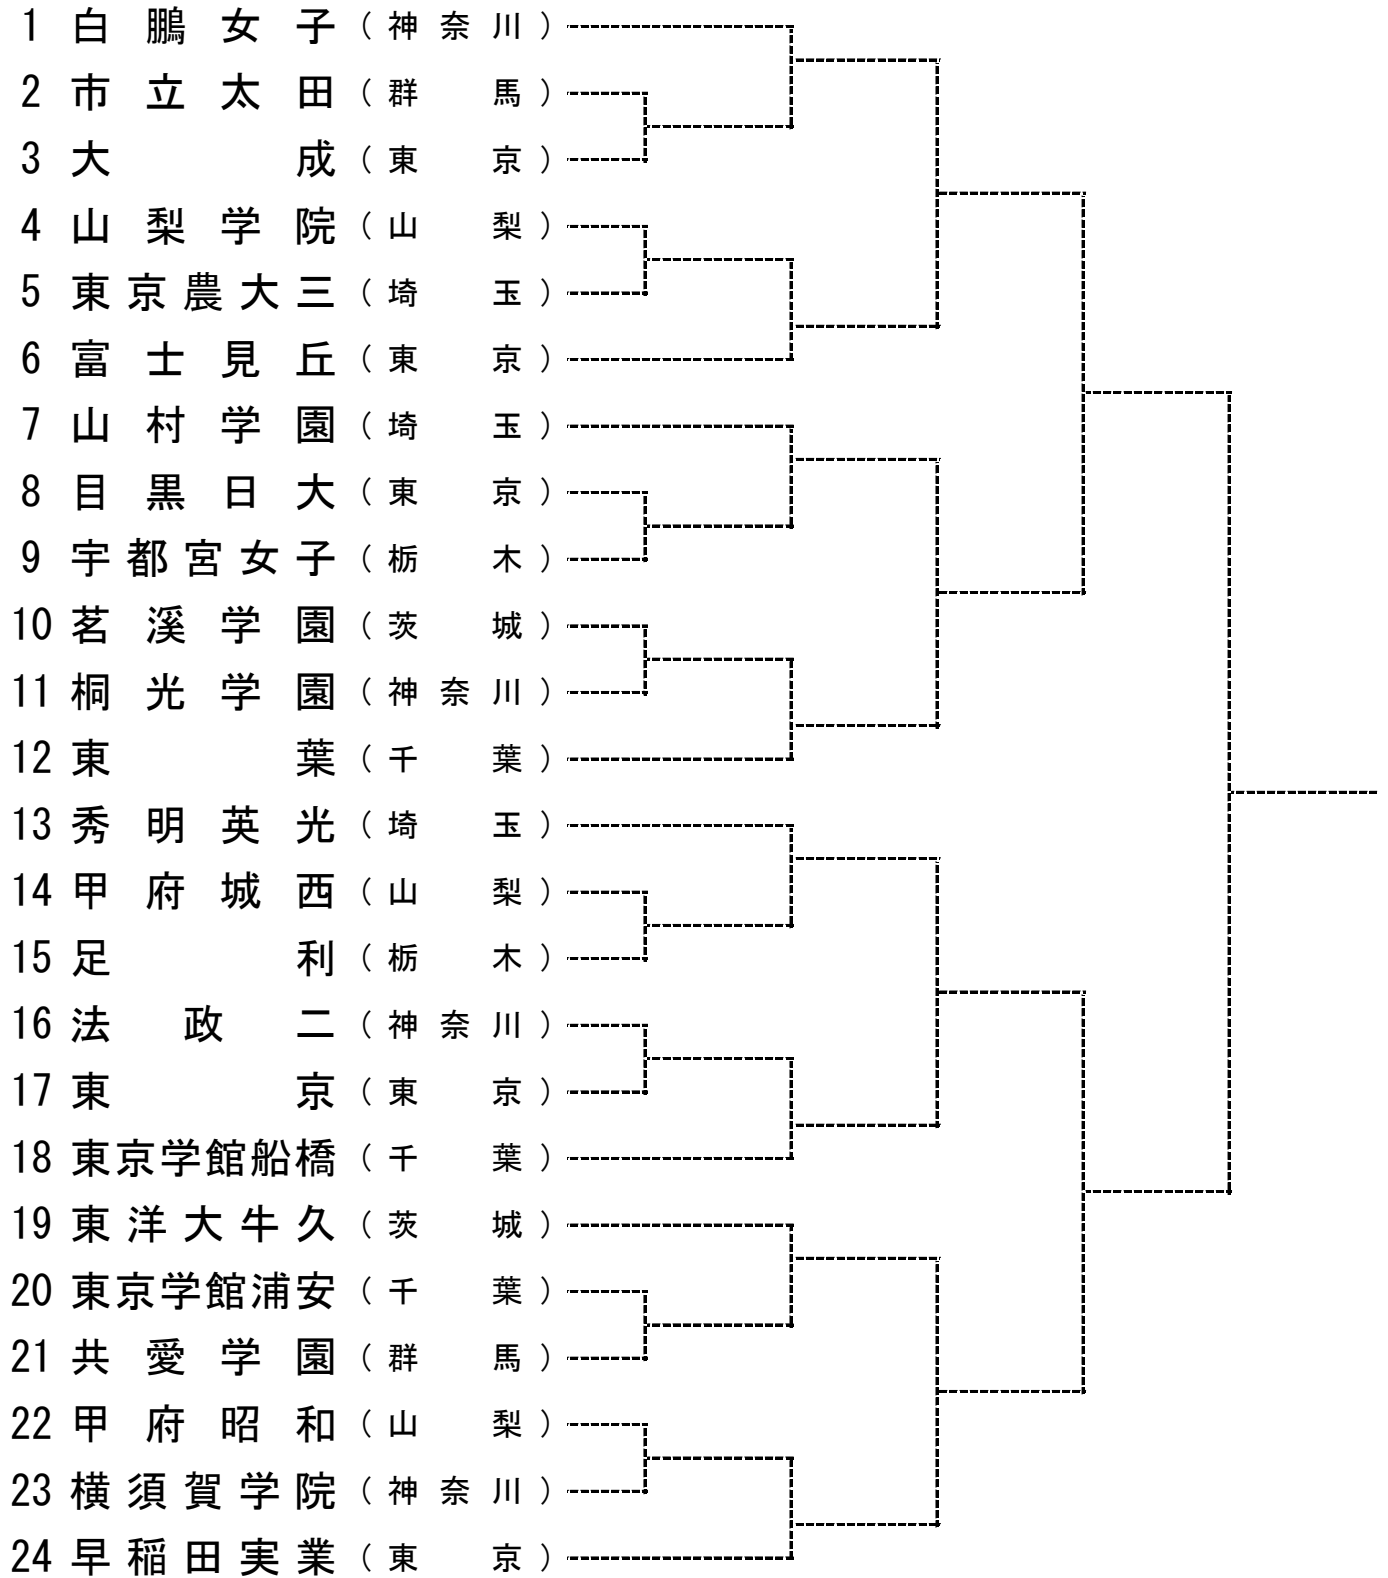 1 白鵬女子（神奈川）
2 市立太田（群馬）
3 大成（東京）
4 山梨学院（山梨）
5 東京農大三（埼玉）
6 富士見丘（東京）
7 山村学園（埼玉）
8 目黒日大（東京）
9 宇都宮女子（栃木）
10 茗溪学園（茨城）
11 桐光学園（神奈川）
12 東葉（千葉）
13 秀明英光（埼玉）
14 甲府城西（山梨）
15 足利（栃木）
16 法政二（神奈川）
17 東京（東京）
18 東京学館船橋（千葉）
19 東洋大牛久（茨城）
20 東京学館浦安（千葉）
21 共愛学園（群馬）
22 甲府昭和（山梨）
23 横須賀学院（神奈川）
24 早稲田実業（東京）